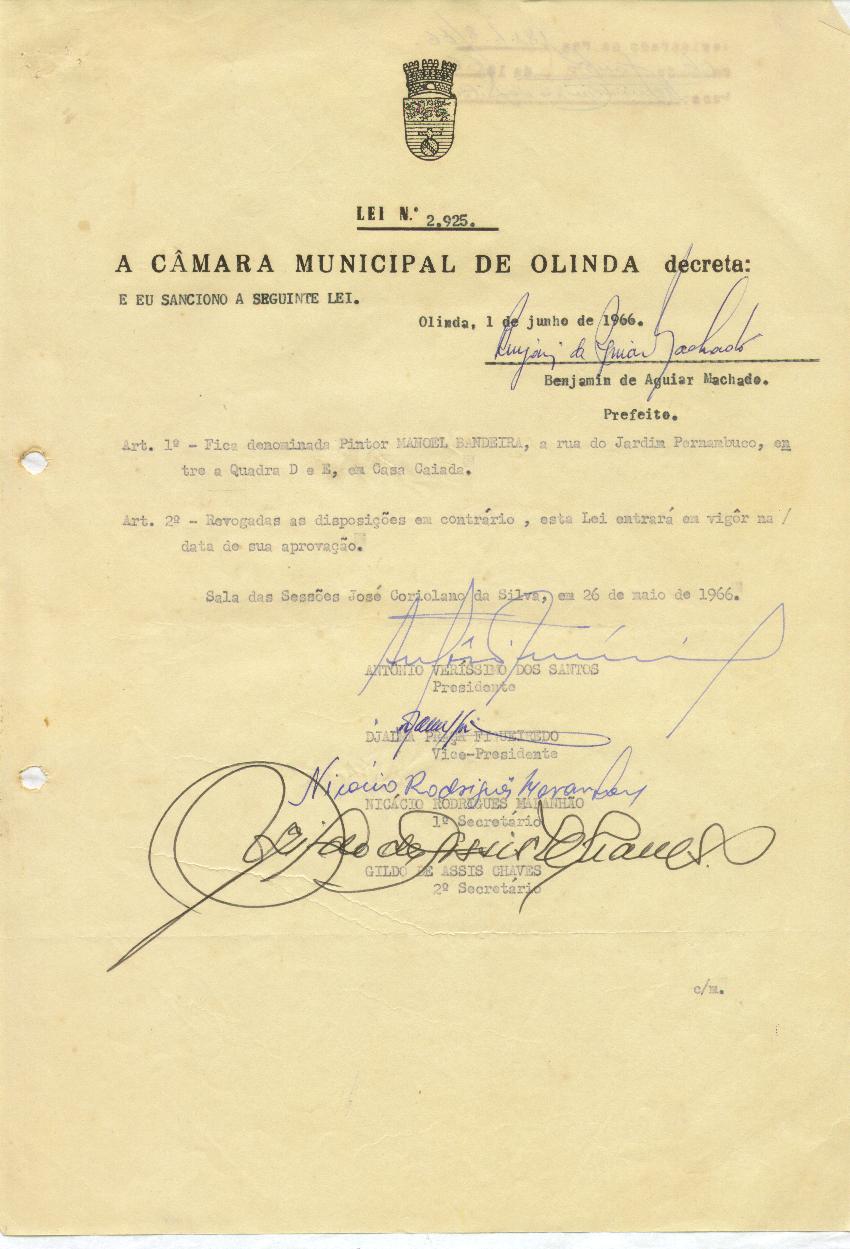 LEI N.º 2.925.
A CÂMARA MUNICIPAL DE OLINDA decreta:
E EU SANCIONO A SEGUINTE LEI.
Olinda, 1 de junho de 1966.
Benjamin de Aguiar Machado
Benjamin de Aguiar Machado.
Prefeito.
Art. 1º - Fica denominada Pintor MANOEL BANDEIRA, a rua do Jardim Pernambuco, en
tre a Quadra D e E, em Casa Caiada.
Art. 2º - Revogadas as disposições em contrário , esta Lei entrará em vigôr na /
data de sua aprovação.
Sala das Sessões José Coriolano da Silva, em 26 de maio de 1966.
ANTÔNIO VERÍSSIMO DOS SANTOS
Presidente
DJALMA PRAÇA FIGUEIREDO
Vice-Presidente
Nicácio Rodrigues Maranhão
NICÁCIO RODRIGUES MARANHÃO
1º Secretário
Gildo de Assis Chaves
GILDO DE ASSIS CHAVES
2º Secretário
c/m.